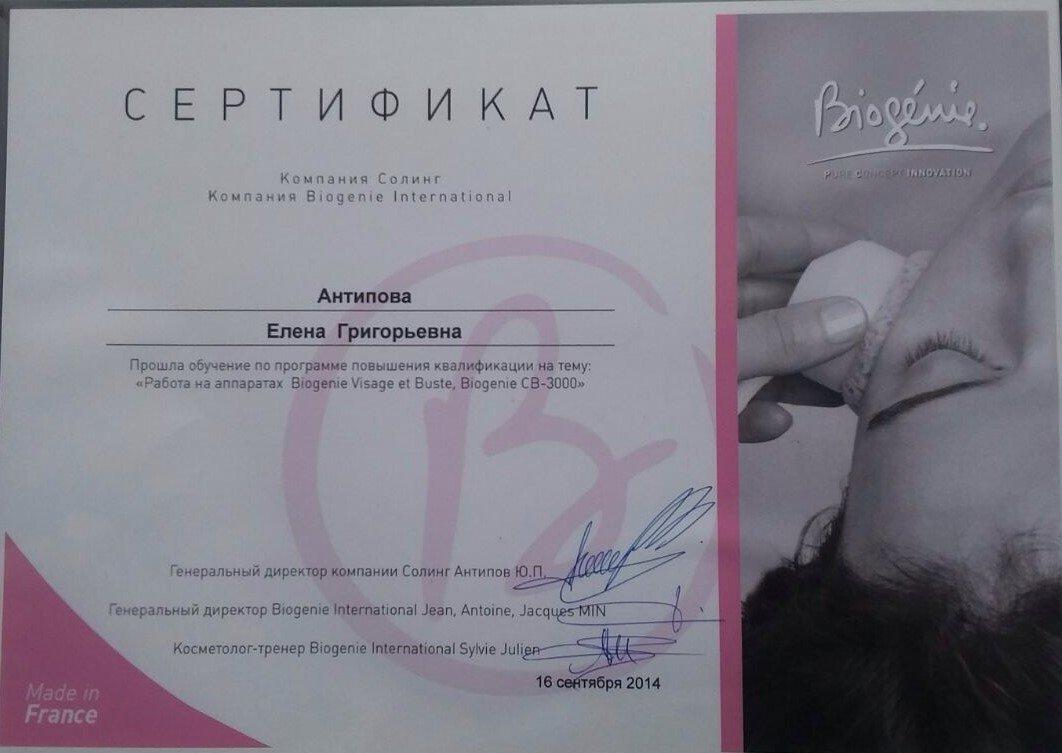 СЕРТИФИКАТ
Biogénie.
PURE CONCEPT INNOVATION
Компания Солинг
Компания Biogenie International
Антипова
Елена Григорьевна
Прошла обучение по программе повышения квалификации на тему:
«Работа на аппаратах Biogenie Visage et Buste, Biogenie CB-3000»
Генеральный директор компании Солинг Антипов Ю.П.
Генеральный директор Biogenie International Jean, Antoine, Jacques MIN
Косметолог-тренер Biogenie International Sylvie Julien
16 сентября 2014
Made in
France